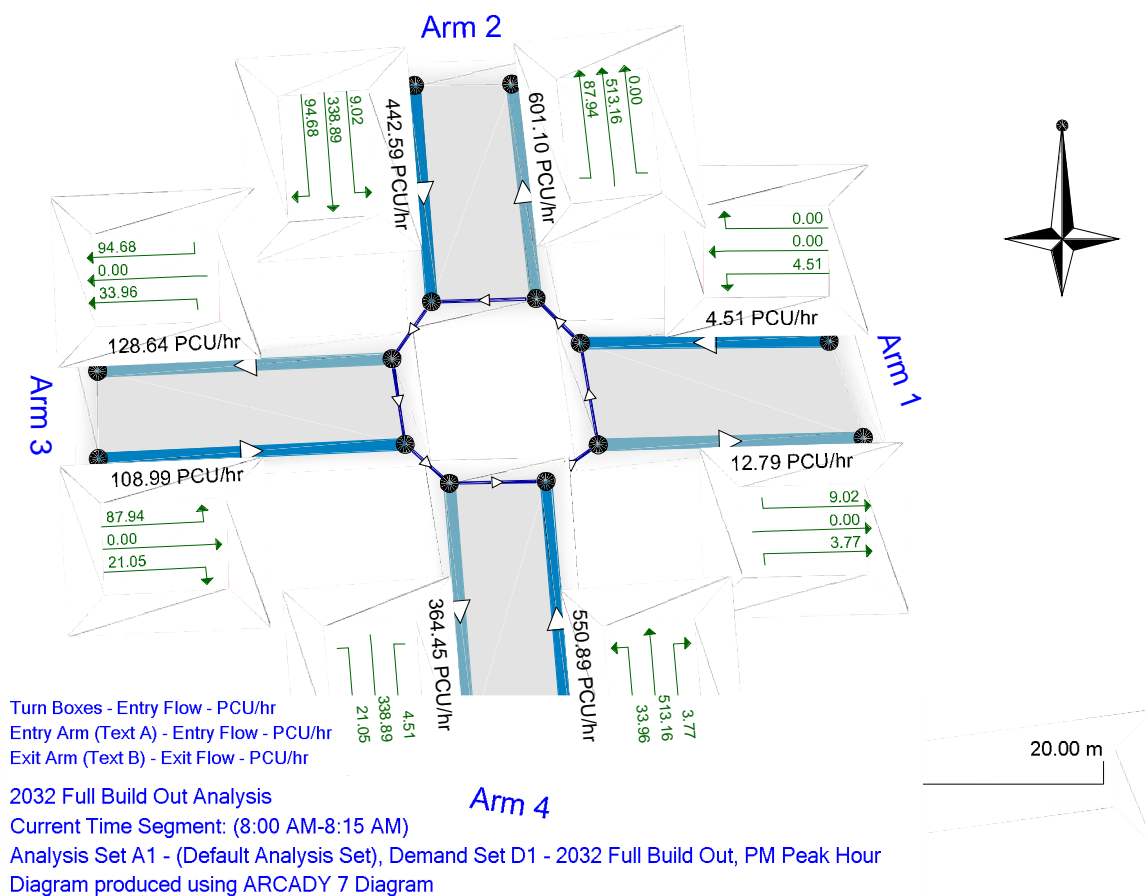 Arm 2
442.59 PCU/hr
601.10 PCU/hr
94.68
338.89
9.02
87.94
513.16
0.00
94.68
0.00
33.96
128.64 PCU/hr
0.00
0.00
4.51
4.51 PCU/hr
Arm 1
Arm 3
108.99 PCU/hr
87.94
0.00
21.05
12.79 PCU/hr
9.02
0.00
3.77
364.45 PCU/hr
550.89 PCU/hr
21.05
338.89
4.51
33.96
513.16
3.77
Turn Boxes - Entry Flow - PCU/hr
Entry Arm (Text A) - Entry Flow - PCU/hr
Exit Arm (Text B) - Exit Flow - PCU/hr
20.00 m
Arm 4
2032 Full Build Out Analysis
Current Time Segment: (8:00 AM-8:15 AM)
Analysis Set A1 - (Default Analysis Set), Demand Set D1 - 2032 Full Build Out, PM Peak Hour
Diagram produced using ARCADY 7 Diagram